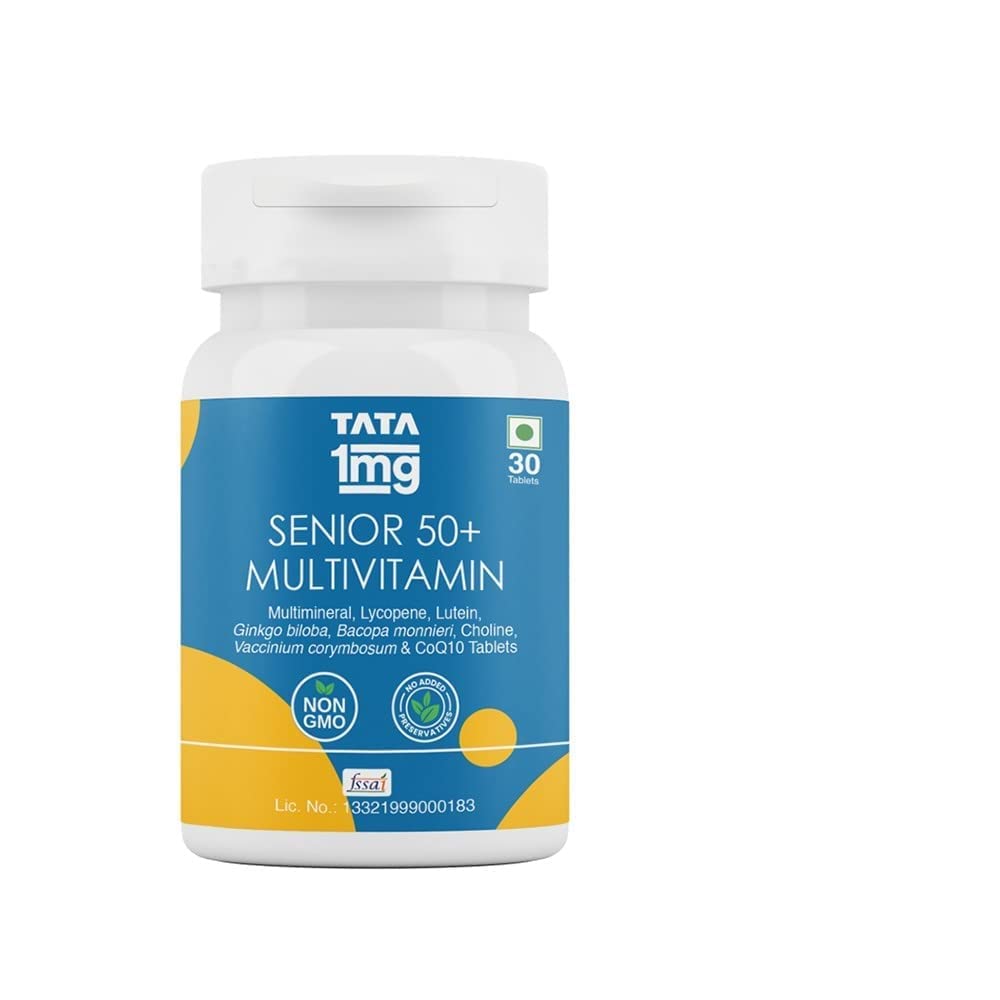 TATA
1mg
30
Tablets
SENIOR 50+
MULTIVITAMIN
Multimineral, Lycopene, Lutein,
Ginkgo biloba, Bacopa monnieri, Choline,
Vaccinium corymbosum & CoQ10 Tablets
NON
GMO
NO ADDED
PRESERVATIVES
fssai
Lic. No.: 13321999000183